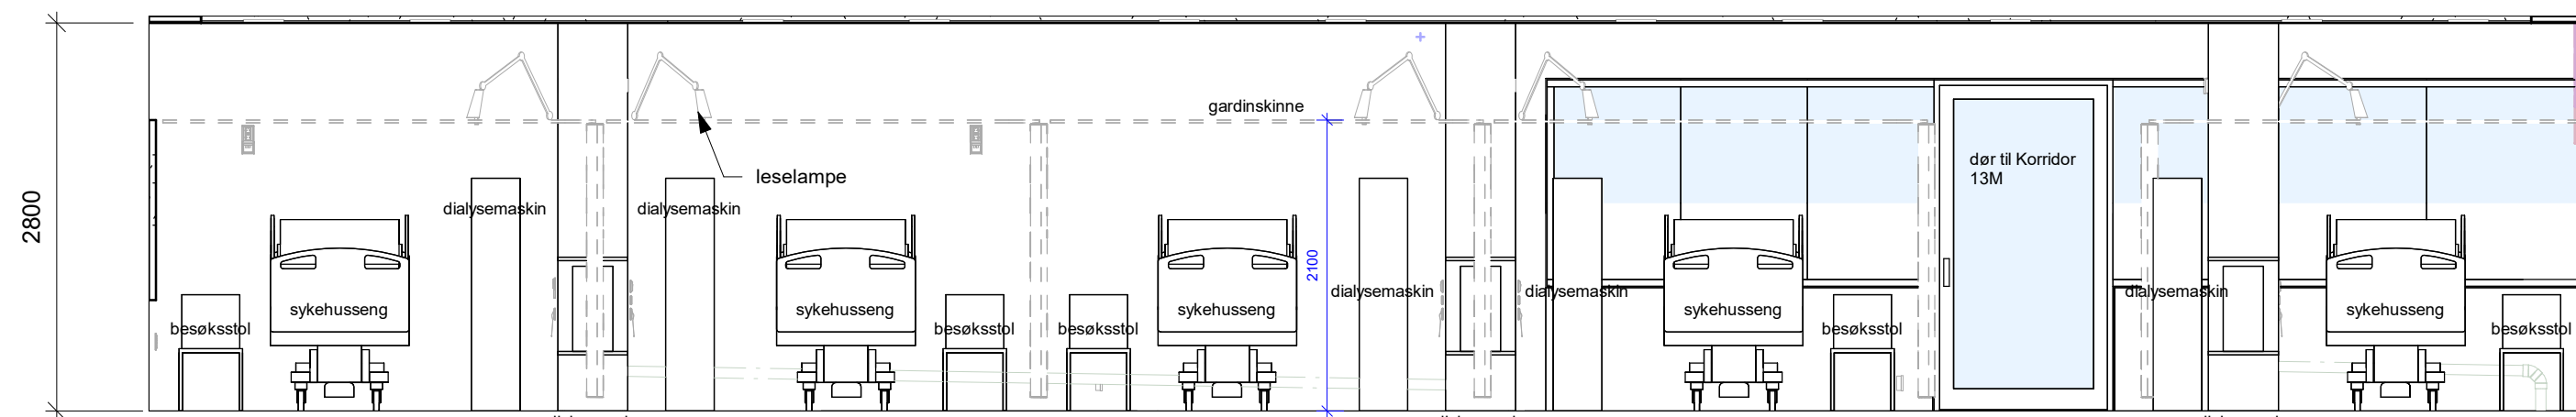 gardinskinne
dør til Korridor
13M
leselampe
dialysemaskin
dialysemaskin
2800
2100
dialysemaskin
dialysemaskin
dialysemaskin
sykehusseng
sykehusseng
sykehusseng
sykehusseng
sykehusseng
besøksstol
besøksstol
besøksstol
besøksstol
besøksstol